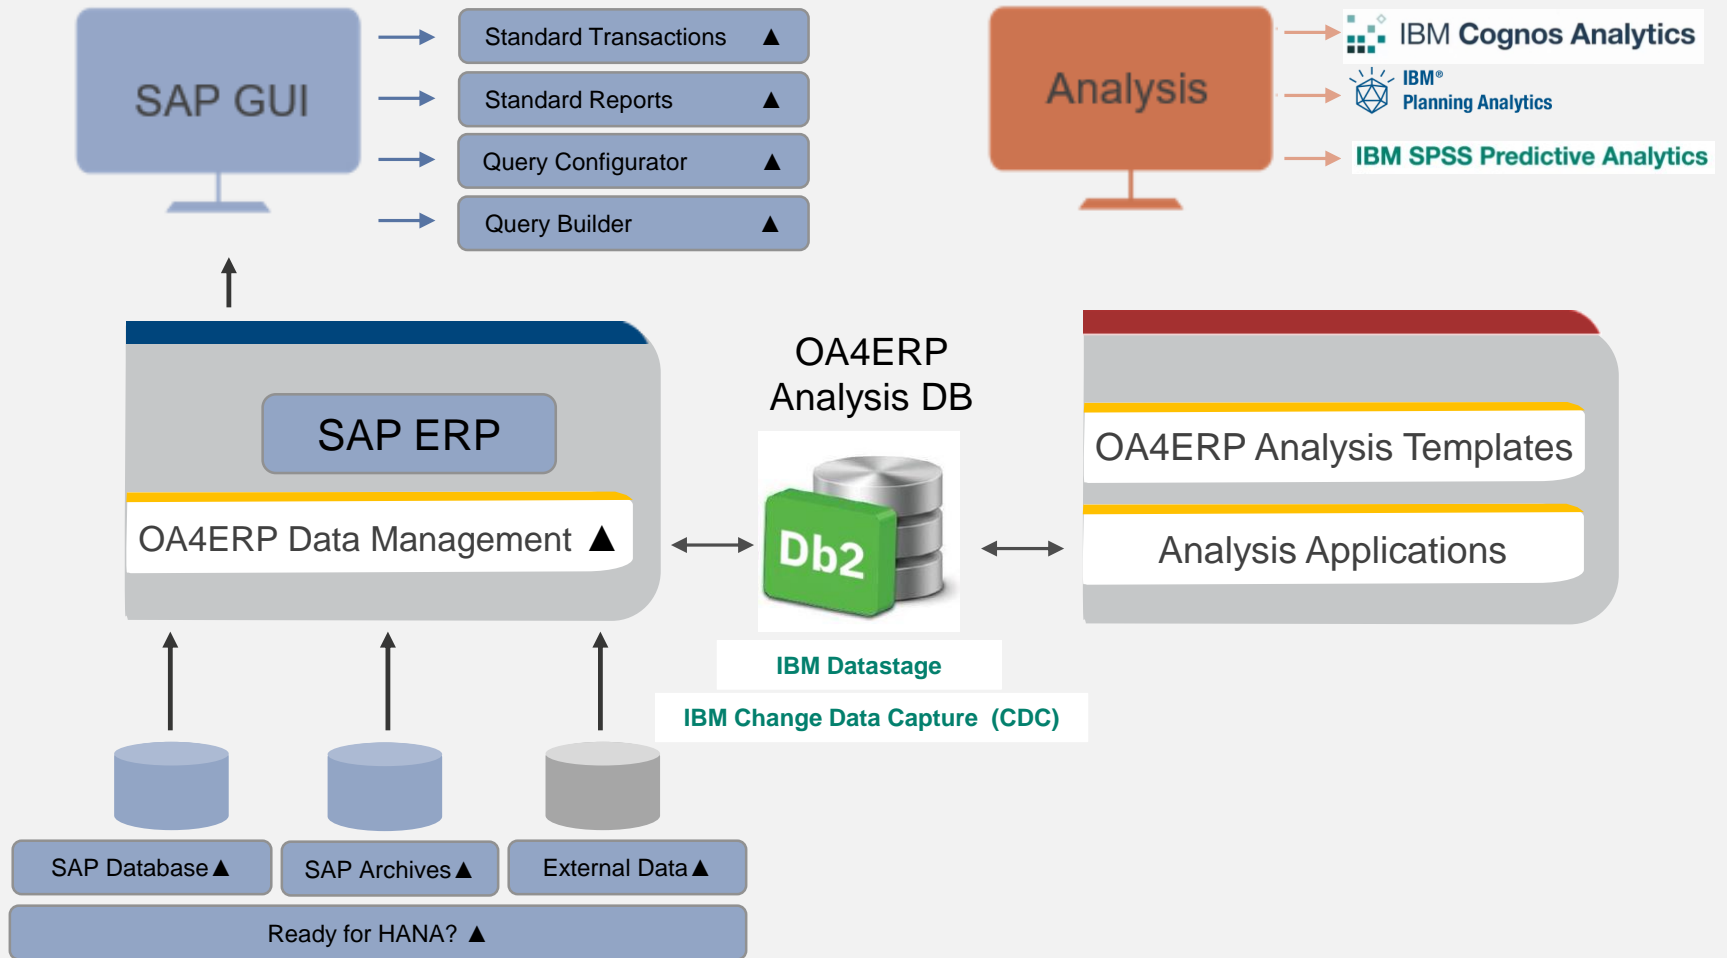 SAP GUI
Standard Transactions ▲
Standard Reports ▲
Query Configurator ▲
Query Builder ▲
Analysis
IBM Cognos Analytics
IBM®
Planning Analytics
IBM SPSS Predictive Analytics
SAP ERP
OA4ERP Data Management ▲
OA4ERP
Analysis DB
Db2
IBM Datastage
IBM Change Data Capture (CDC)
OA4ERP Analysis Templates
Analysis Applications
SAP Database ▲
SAP Archives ▲
External Data ▲
Ready for HANA? ▲